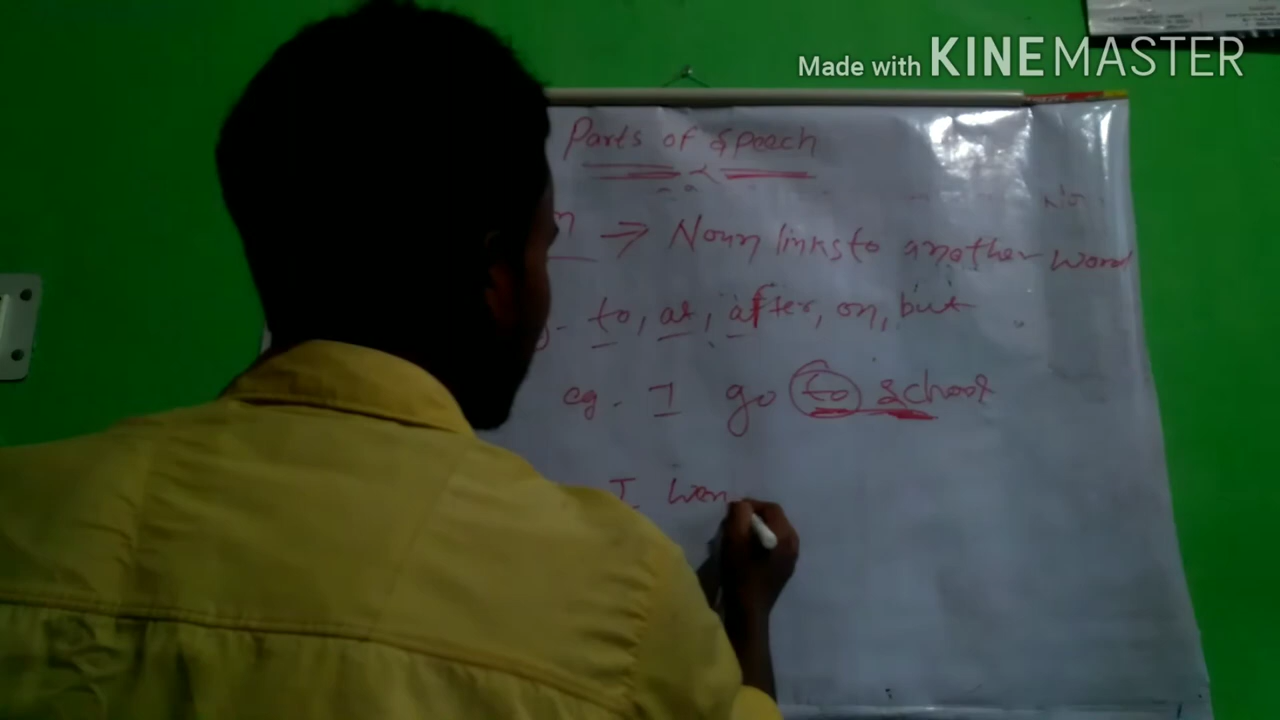 Made with KINEMASTER
Parts of Speech
→ Noun links to another word
to, at, after, on, but
eg. I go to school
I wen